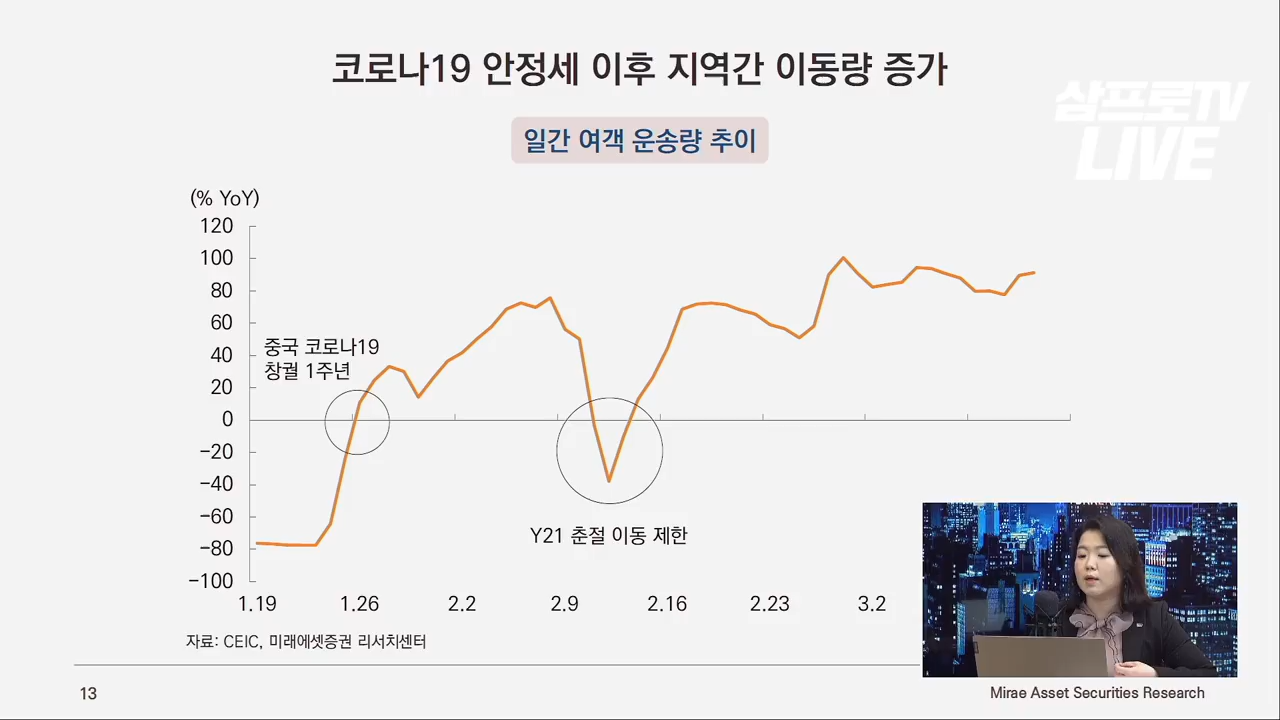 코로나19 안정세 이후 지역간 이동량 증가
삼프로TV
LIVE
일간 여객 운송량 추이
(% YoY)
120
100
80
60
40
20
0
-20
-40
-60
-80
-100
중국 코로나19
창궐 1주년
Y21 춘절 이동 제한
1.19 1.26 2.2 2.9 2.16 2.23 3.2
자료: CEIC, 미래에셋증권 리서치센터
13
Mirae Asset Securities Research